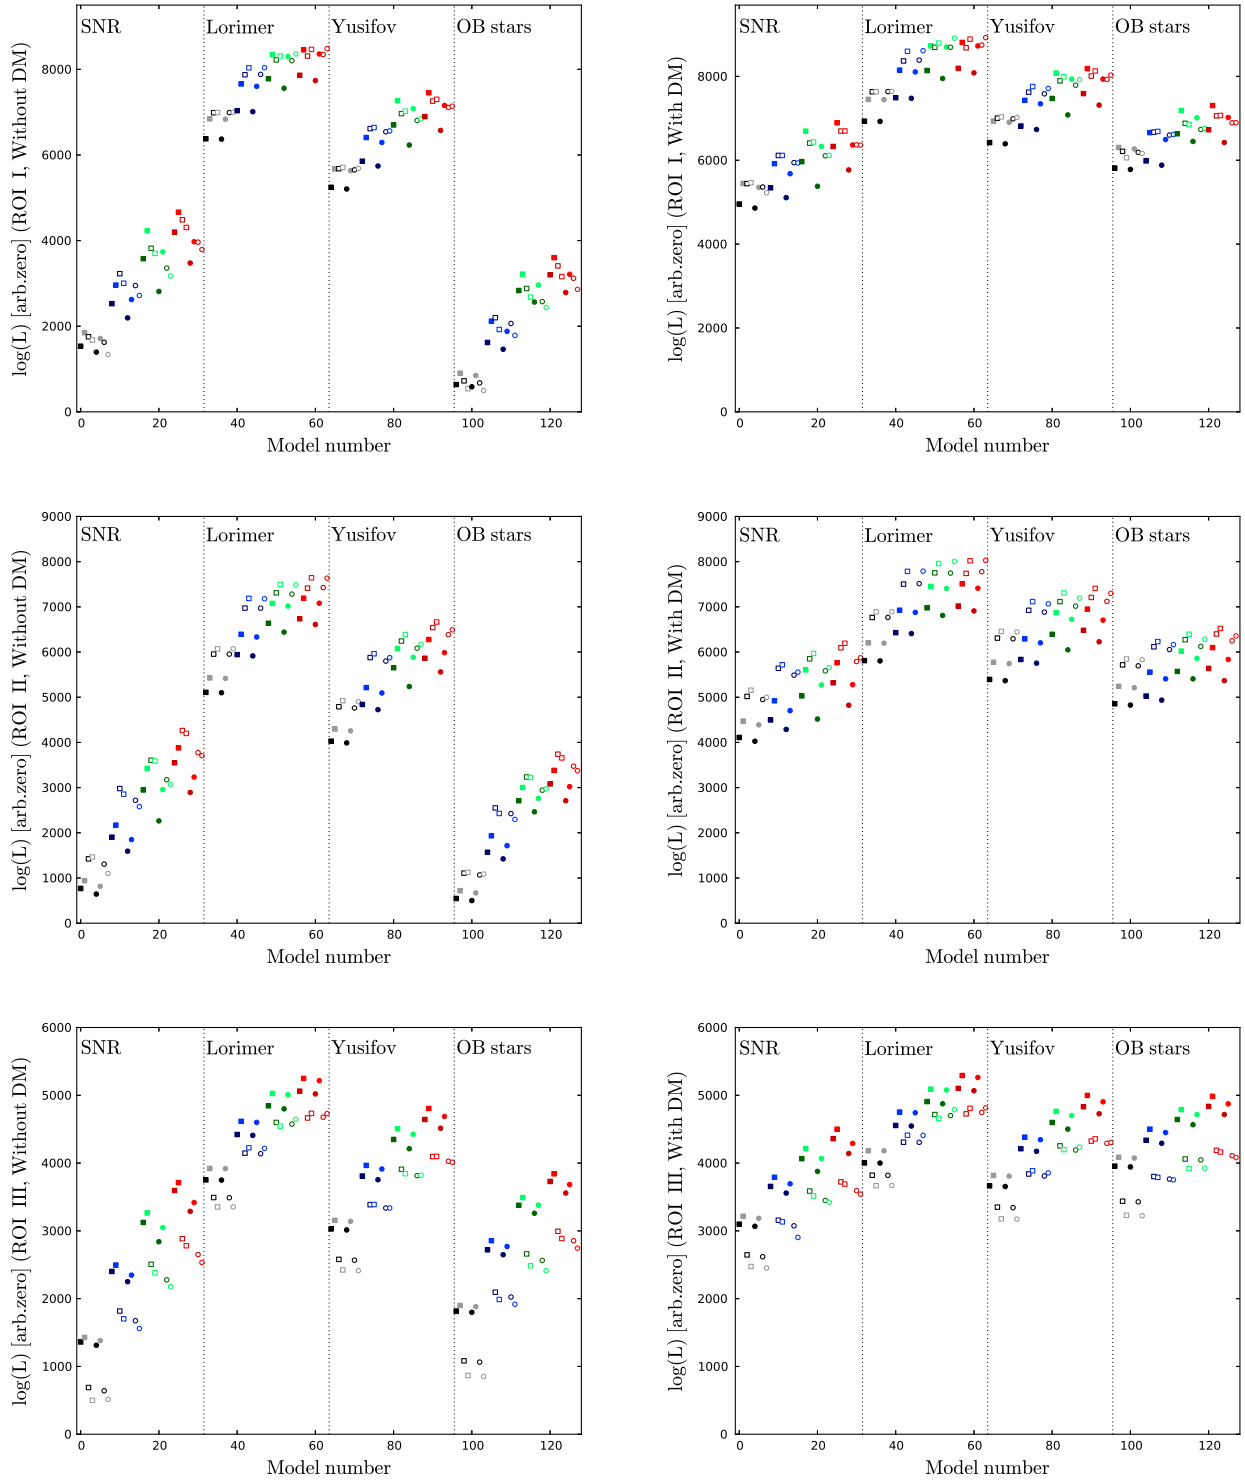 SNR Lorimer Yusifov OB stars
log(L) [arb.zero] (ROI I, Without DM)
8000
6000
4000
2000
0
0 20 40 60 80 100 120
Model number
SNR Lorimer Yusifov OB stars
log(L) [arb.zero] (ROI I, With DM)
8000
6000
4000
2000
0
0 20 40 60 80 100 120
Model number
SNR Lorimer Yusifov OB stars
log(L) [arb.zero] (ROI II, Without DM)
9000
8000
7000
6000
5000
4000
3000
2000
1000
0
0 20 40 60 80 100 120
Model number
SNR Lorimer Yusifov OB stars
log(L) [arb.zero] (ROI II, With DM)
9000
8000
7000
6000
5000
4000
3000
2000
1000
0
0 20 40 60 80 100 120
Model number
SNR Lorimer Yusifov OB stars
log(L) [arb.zero] (ROI III, Without DM)
6000
5000
4000
3000
2000
1000
0
0 20 40 60 80 100 120
Model number
SNR Lorimer Yusifov OB stars
log(L) [arb.zero] (ROI III, With DM)
6000
5000
4000
3000
2000
1000
0
0 20 40 60 80 100 120
Model number